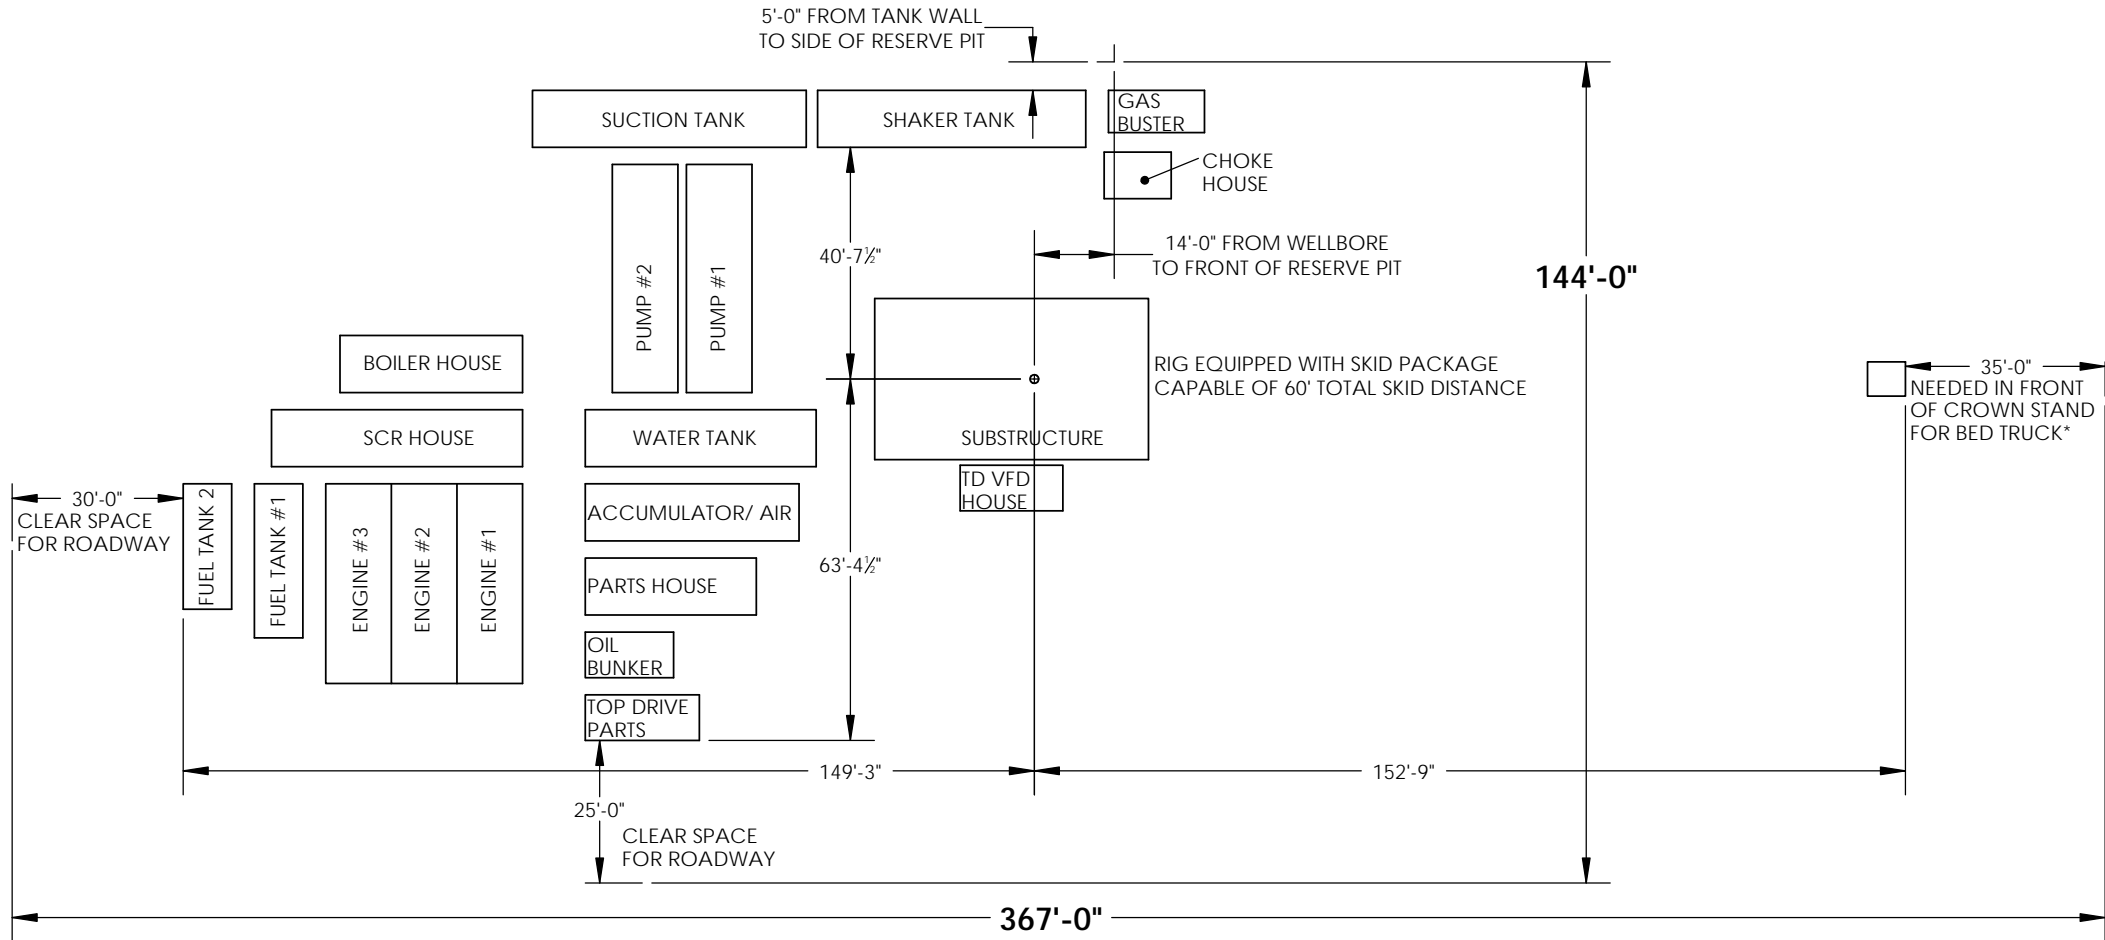 5'-0" FROM TANK WALL
TO SIDE OF RESERVE PIT
SUCTION TANK
SHAKER TANK
GAS
BUSTER
CHOKE
HOUSE
PUMP #2
PUMP #1
40'-7½"
14'-0" FROM WELLBORE
TO FRONT OF RESERVE PIT
144'-0"
BOILER HOUSE
RIG EQUIPPED WITH SKID PACKAGE
CAPABLE OF 60' TOTAL SKID DISTANCE
35'-0"
NEEDED IN FRONT
OF CROWN STAND
FOR BED TRUCK*
SCR HOUSE
WATER TANK
SUBSTRUCTURE
TD VFD
HOUSE
30'-0"
CLEAR SPACE
FOR ROADWAY
FUEL TANK 2
FUEL TANK #1
ENGINE #3
ENGINE #2
ENGINE #1
ACCUMULATOR/ AIR
63'-4½"
PARTS HOUSE
OIL
BUNKER
TOP DRIVE
PARTS
149'-3"
152'-9"
25'-0"
CLEAR SPACE
FOR ROADWAY
367'-0"